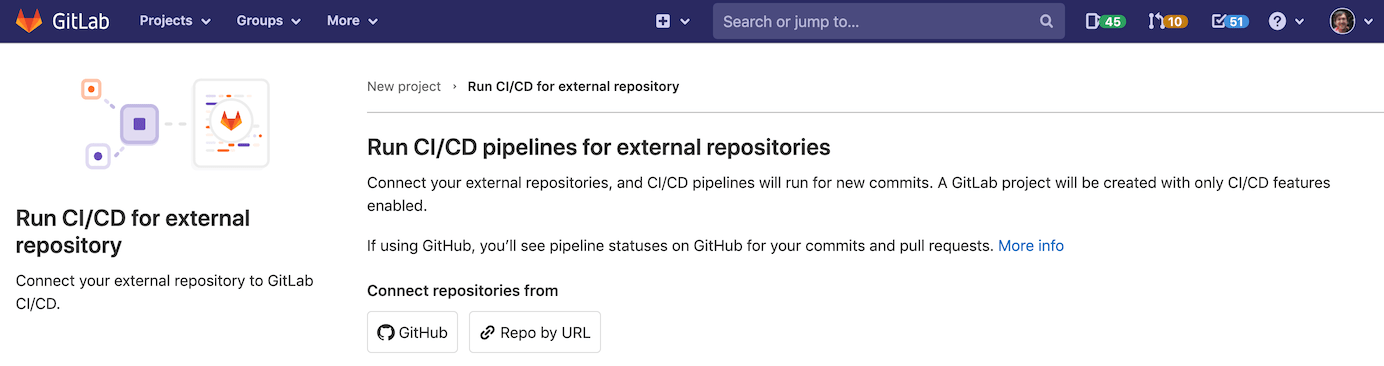 GitLab Projects Groups More Search or jump to... 45 10 51
New project › Run CI/CD for external repository
Run CI/CD for external
repository
Connect your external repository to GitLab
CI/CD.
Run CI/CD pipelines for external repositories
Connect your external repositories, and CI/CD pipelines will run for new commits. A GitLab project will be created with only CI/CD features
enabled.
If using GitHub, you’ll see pipeline statuses on GitHub for your commits and pull requests. More info
Connect repositories from
GitHub Repo by URL